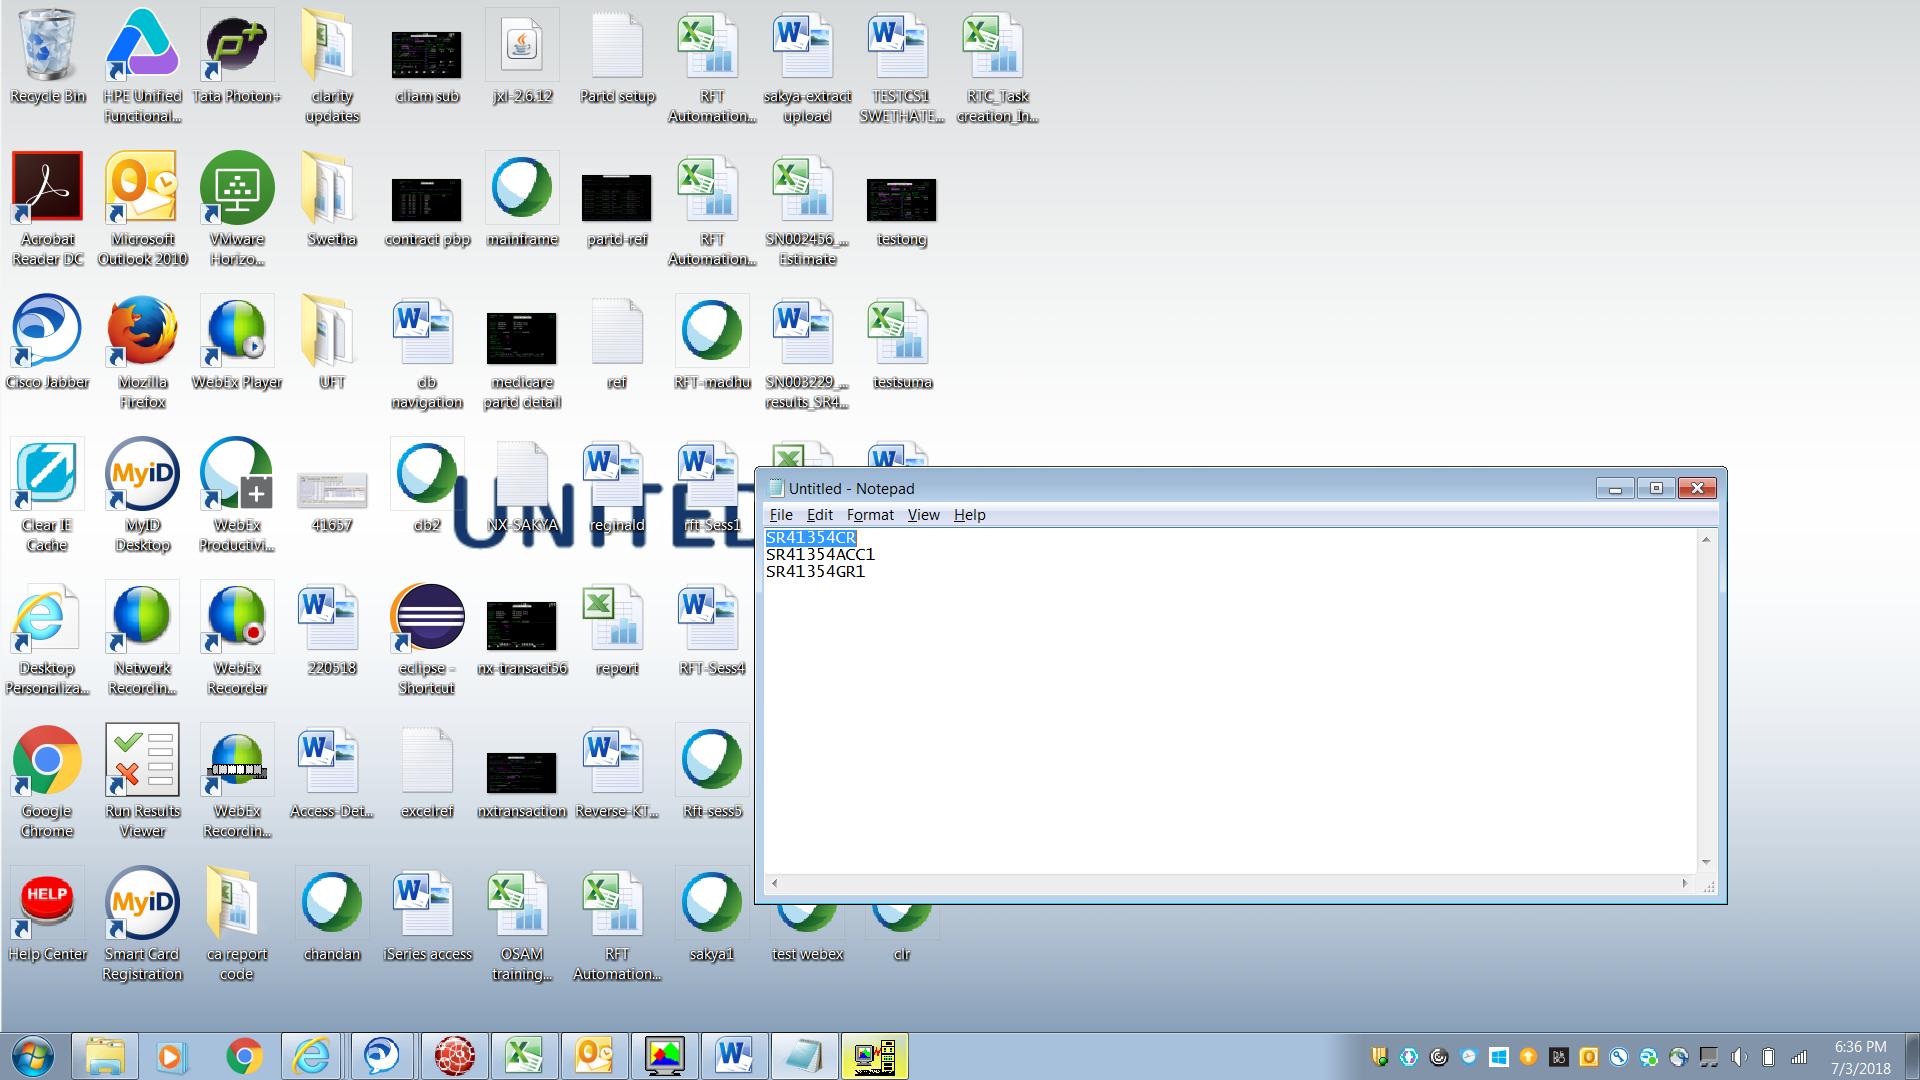 Recycle Bin
HPE Unified
Functional...
Tata Photon+
clarity
updates
cliam sub
jxl-2.6.12
Partd setup
RFT
Automation...
sakya-extract
upload
TESTCS1
SWETHATE...
RTC_Task
creation_In...
Acrobat
Reader DC
Microsoft
Outlook 2010
VMware
Horizo...
Swetha
contract pbp
mainframe
partd-ref
RFT
Automation...
SN002456_...
Estimate
testong
Cisco Jabber
Mozilla
Firefox
WebEx Player
UFT
db
navigation
medicare
partd detail
ref
RFT-madhu
SN003229_...
results_SR4...
testsuma
Clear IE
Cache
MyID
MyID
Desktop
WebEx
Productivi...
41657
db2
NX-SAKYA
reginald
rft-Sess1
UNITED
Desktop
Personaliza...
Network
Recordin...
WebEx
Recorder
220518
eclipse -
Shortcut
nx-transact56
report
RFT-Sess4
Google
Chrome
Run Results
Viewer
WebEx
Recordin...
Access-Det...
excelref
nxtransaction
Reverse-KT...
Rft-sess5
HELP
Help Center
MyiD
Smart Card
Registration
ca report
code
chandan
iSeries access
OSAM
training...
RFT
Automation...
sakya1
test webex
clr
Untitled - Notepad
File Edit Format View Help
SR41354CR
SR41354ACC1
SR41354GR1
6:36 PM
7/3/2018